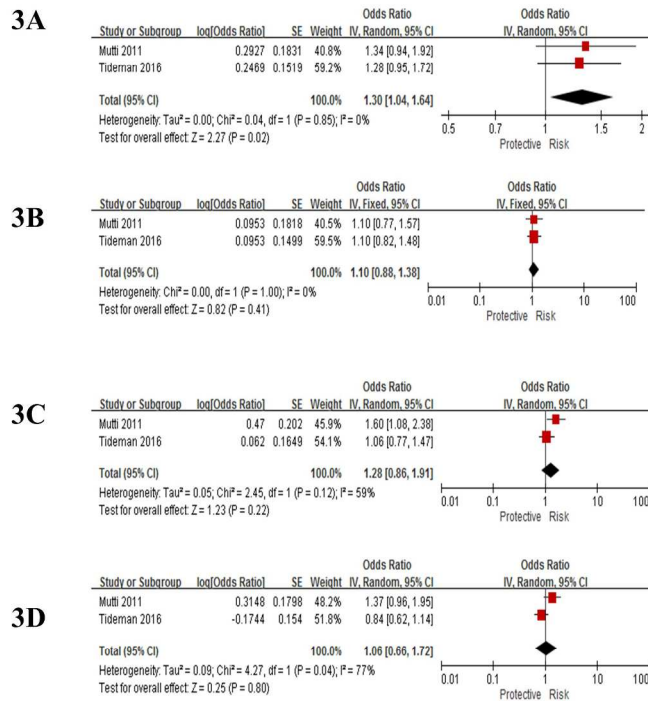 3A
Odds Ratio Odds Ratio
Study or Subgroup log[Odds Ratio] SE Weight IV, Random, 95% CI IV, Random, 95% CI
Mutti 2011 0.2927 0.1831 40.8% 1.34 [0.94, 1.92]
Tideman 2016 0.2469 0.1519 59.2% 1.28 [0.95, 1.72]
Total (95% CI) 100.0% 1.30 [1.04, 1.64]
Heterogeneity: Tau² = 0.00; Chi² = 0.04, df = 1 (P = 0.85); I² = 0%
Test for overall effect: Z = 2.27 (P = 0.02)
0.5 0.7 1 1.5 2
Protective Risk
3B
Odds Ratio Odds Ratio
Study or Subgroup log[Odds Ratio] SE Weight IV, Fixed, 95% CI IV, Fixed, 95% CI
Mutti 2011 0.0953 0.1818 40.5% 1.10 [0.77, 1.57]
Tideman 2016 0.0953 0.1499 59.5% 1.10 [0.82, 1.48]
Total (95% CI) 100.0% 1.10 [0.88, 1.38]
Heterogeneity: Chi² = 0.00, df = 1 (P = 1.00); I² = 0%
Test for overall effect: Z = 0.82 (P = 0.41)
0.01 0.1 1 10 100
Protective Risk
3C
Odds Ratio Odds Ratio
Study or Subgroup log[Odds Ratio] SE Weight IV, Random, 95% CI IV, Random, 95% CI
Mutti 2011 0.47 0.202 45.9% 1.60 [1.08, 2.38]
Tideman 2016 0.062 0.1649 54.1% 1.06 [0.77, 1.47]
Total (95% CI) 100.0% 1.28 [0.86, 1.91]
Heterogeneity: Tau² = 0.05; Chi² = 2.45, df = 1 (P = 0.12); I² = 59%
Test for overall effect: Z = 1.23 (P = 0.22)
0.01 0.1 1 10 100
Protective Risk
3D
Odds Ratio Odds Ratio
Study or Subgroup log[Odds Ratio] SE Weight IV, Random, 95% CI IV, Random, 95% CI
Mutti 2011 0.3148 0.1798 48.2% 1.37 [0.96, 1.95]
Tideman 2016 -0.1744 0.154 51.8% 0.84 [0.62, 1.14]
Total (95% CI) 100.0% 1.06 [0.66, 1.72]
Heterogeneity: Tau² = 0.09; Chi² = 4.27, df = 1 (P = 0.04); I² = 77%
Test for overall effect: Z = 0.25 (P = 0.80)
0.01 0.1 1 10 100
Protective Risk